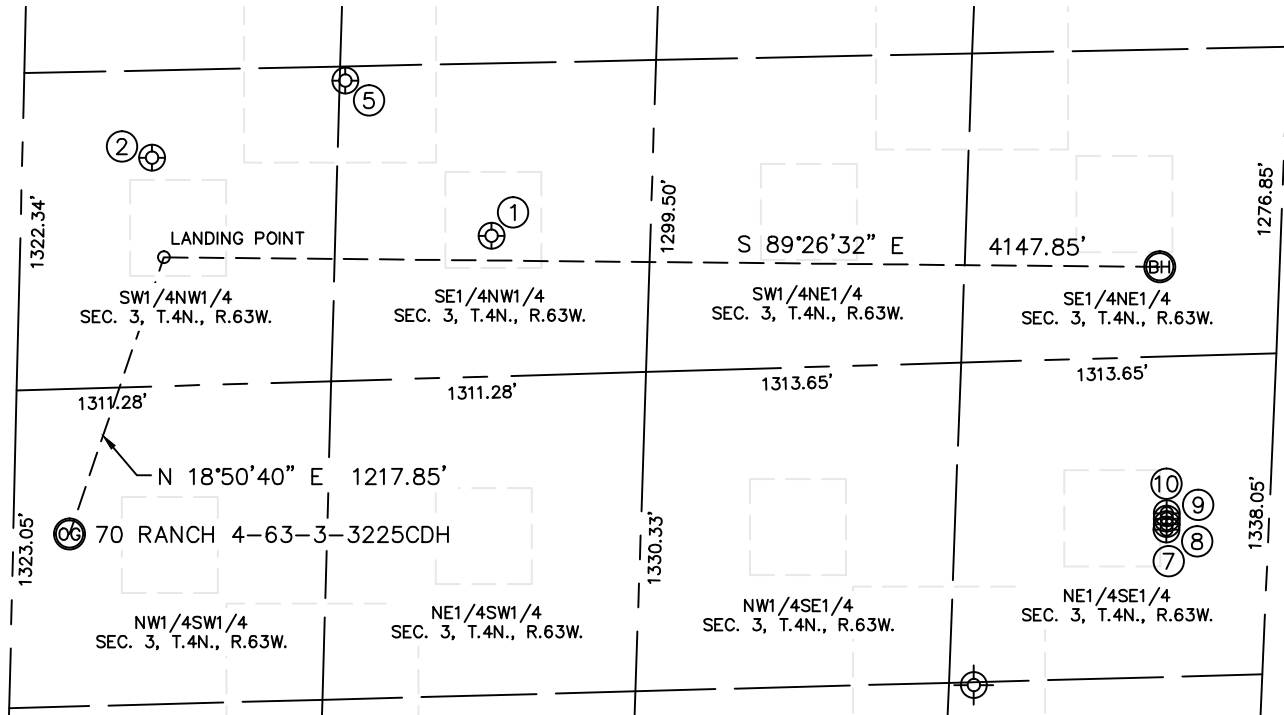 5
2
1322.34'
1
LANDING POINT
1299.50'
S 89°26'32" E 4147.85'
BH
1276.85'
SW1/4NW1/4
SEC. 3, T.4N., R.63W.
SE1/4NW1/4
SEC. 3, T.4N., R.63W.
SW1/4NE1/4
SEC. 3, T.4N., R.63W.
SE1/4NE1/4
SEC. 3, T.4N., R.63W.
1311.28'
1311.28'
1313.65'
1313.65'
N 18°50'40" E 1217.85'
1323.05'
OG
70 RANCH 4-63-3-3225CDH
1330.33'
10
9
8
7
1338.05'
NW1/4SW1/4
SEC. 3, T.4N., R.63W.
NE1/4SW1/4
SEC. 3, T.4N., R.63W.
NW1/4SE1/4
SEC. 3, T.4N., R.63W.
NE1/4SE1/4
SEC. 3, T.4N., R.63W.